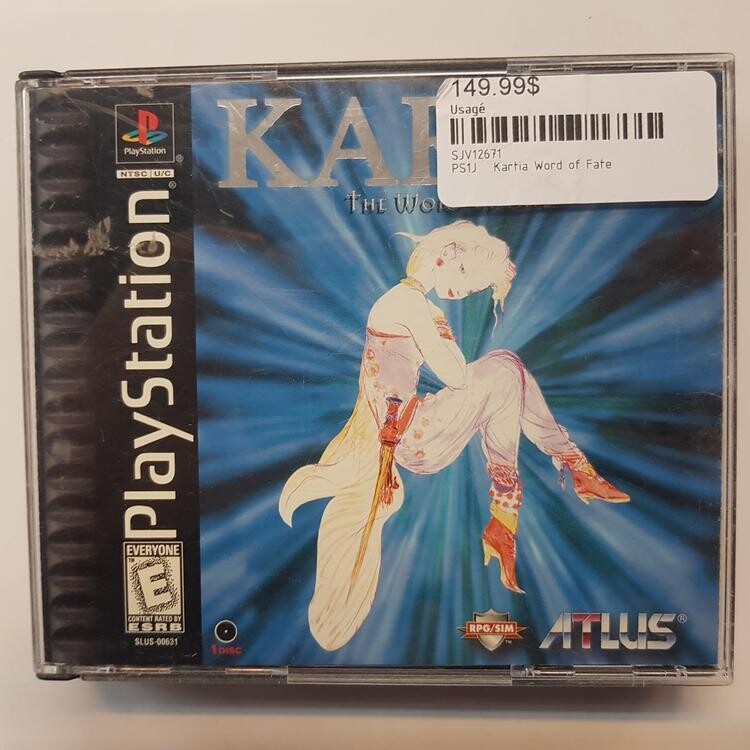 149.99$
Usagé
SJV12671
PS1J Kartia Word of Fate
PlayStation
NTSC U/C
PlayStation
KAR
THE WOR
EVERYONE
E
CONTENT RATED BY
ESRB
SLUS-00631
1 DISC
RPG/SIM
ATLUS